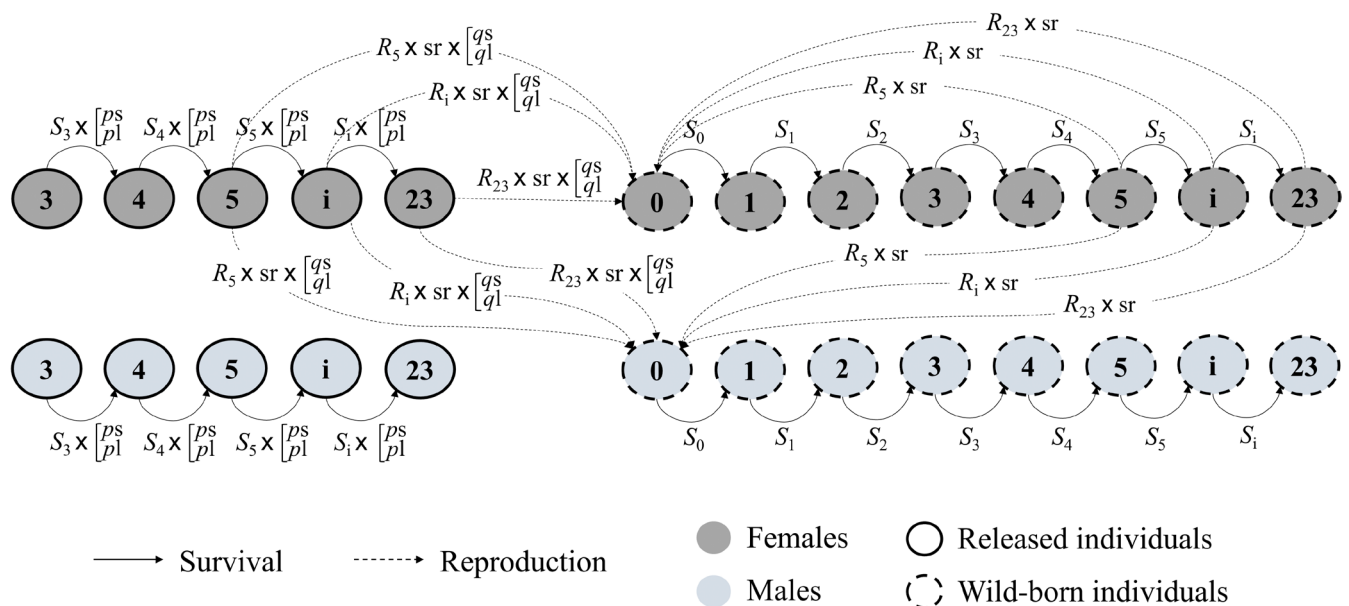 R₂₃ x sr
R₅ x sr x [qs
ql
Rᵢ x sr
Rᵢ x sr x [qs
ql
R₅ x sr
S₃ x [ps
pl
S₄ x [ps
pl
S₅ x [ps
pl
Sᵢ x [ps
pl
S₀ S₁ S₂ S₃ S₄ S₅ Sᵢ
R₂₃ x sr x [qs
ql
3 4 5 i 23 0 1 2 3 4 5 i 23
R₅ x sr x [qs
ql
R₂₃ x sr x [qs
ql
R₅ x sr
Rᵢ x sr x [qs
ql
Rᵢ x sr
R₂₃ x sr
3 4 5 i 23 0 1 2 3 4 5 i 23
S₃ x [ps
pl
S₄ x [ps
pl
S₅ x [ps
pl
Sᵢ x [ps
pl
S₀ S₁ S₂ S₃ S₄ S₅ Sᵢ
Survival
Reproduction
Females
Released individuals
Males
Wild-born individuals